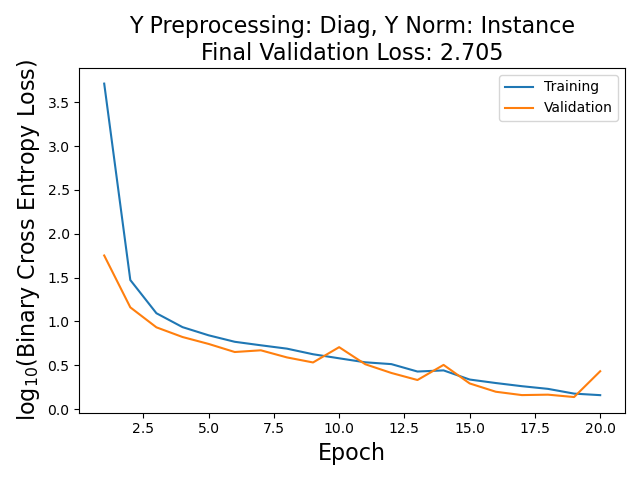 Y Preprocessing: Diag, Y Norm: Instance
Final Validation Loss: 2.705
Training
Validation
log10(Binary Cross Entropy Loss)
3.5
3.0
2.5
2.0
1.5
1.0
0.5
0.0
2.5 5.0 7.5 10.0 12.5 15.0 17.5 20.0
Epoch